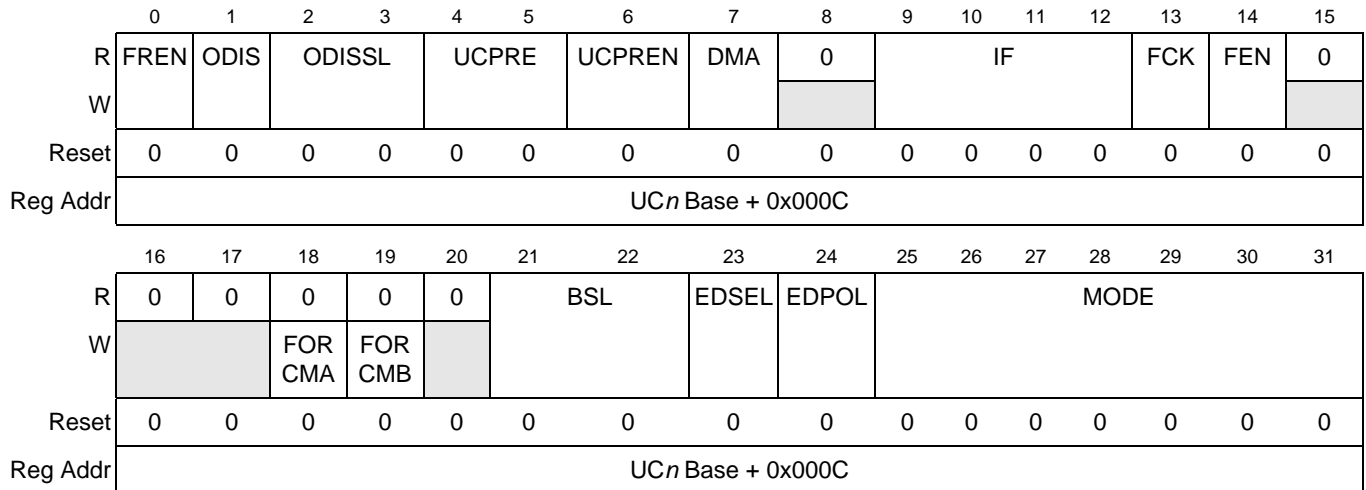 0 1 2 3 4 5 6 7 8 9 10 11 12 13 14 15
R FREN ODIS ODISSL UCPRE UCPREN DMA 0 IF FCK FEN 0
W
Reset 0 0 0 0 0 0 0 0 0 0 0 0 0 0 0 0
Reg Addr UCn Base + 0x000C
16 17 18 19 20 21 22 23 24 25 26 27 28 29 30 31
R 0 0 0 0 0 BSL EDSEL EDPOL MODE
W FOR FOR
CMA CMB
Reset 0 0 0 0 0 0 0 0 0 0 0 0 0 0 0 0
Reg Addr UCn Base + 0x000C